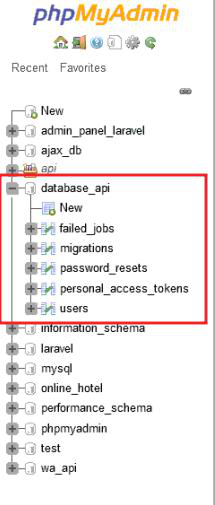 phpMyAdmin
Recent Favorites
New
admin_panel_laravel
ajax_db
api
database_api
New
failed_jobs
migrations
password_resets
personal_access_tokens
users
information_schema
laravel
mysql
online_hotel
performance_schema
phpmyadmin
test
wa_api